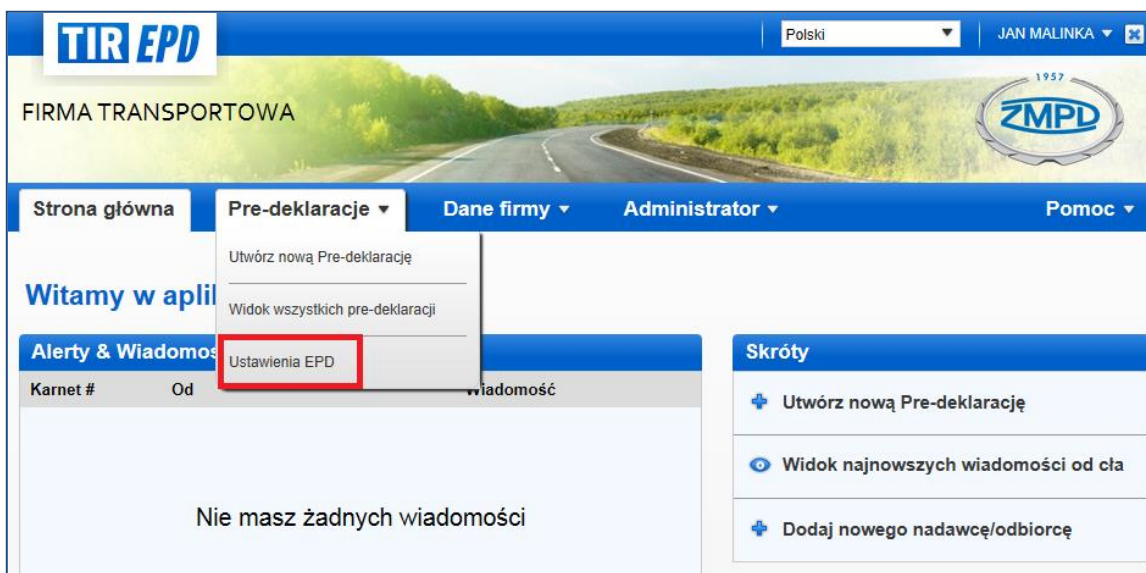 TIR EPD
Polski
JAN MALINKA
FIRMA TRANSPORTOWA
1957
ZMPD
Strona główna
Pre-deklaracje
Dane firmy
Administrator
Pomoc
Utwórz nową Pre-deklarację
Widok wszystkich pre-deklaracji
Ustawienia EPD
Witamy w
Alerty &
Karnet #
Od
Wiadomość
Nie masz żadnych wiadomości
Skróty
Utwórz nową Pre-deklarację
Widok najnowszych wiadomości od cła
Dodaj nowego nadawcę/odbiorcę